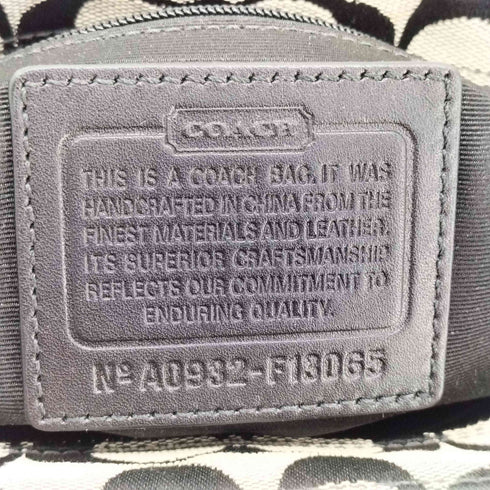 COACH
THIS IS A COACH BAG. IT WAS
HANDCRAFTED IN CHINA FROM THE
FINEST MATERIALS AND LEATHER.
ITS SUPERIOR CRAFTSMANSHIP
REFLECTS OUR COMMITMENT TO
ENDURING QUALITY.
Nº A0932-F13065